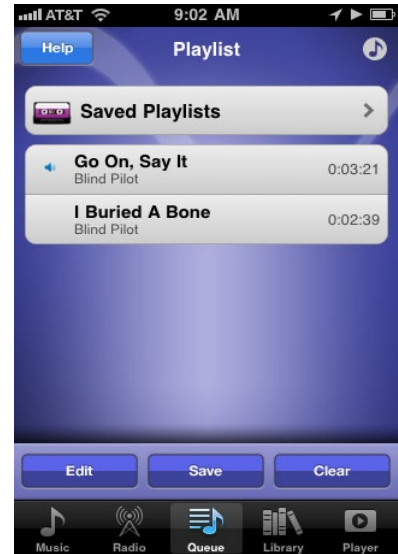 AT&T 9:02 AM
Help Playlist
Saved Playlists
Go On, Say It
Blind Pilot 0:03:21
I Buried A Bone
Blind Pilot 0:02:39
Edit Save Clear
Music Radio Queue Library Player